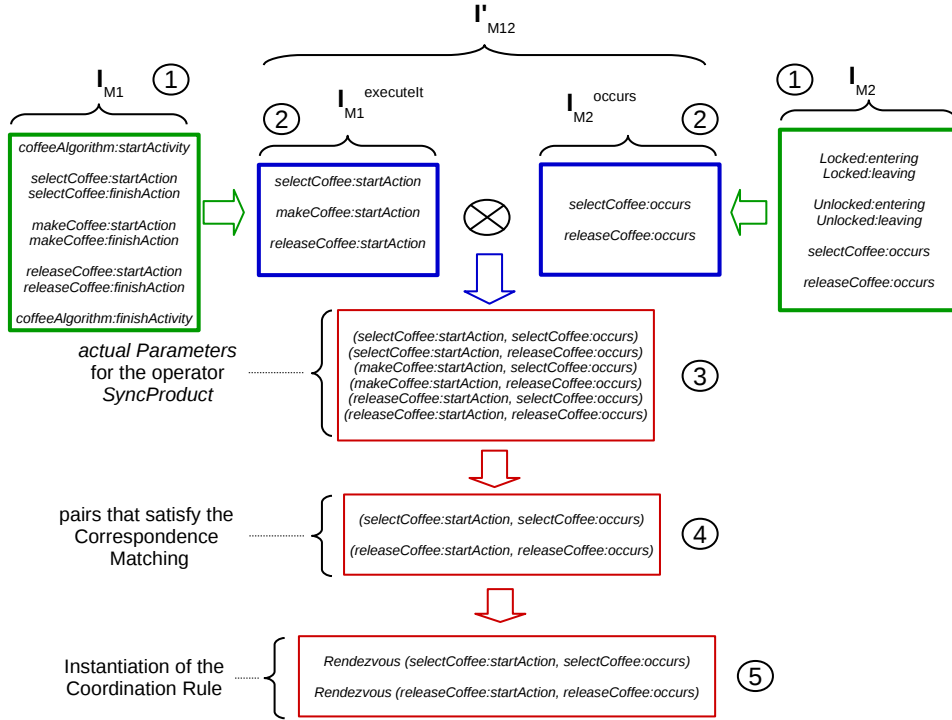 I'M12
IM1
1
IM1 executeIt
2
IM2 occurs
2
1
IM2
coffeeAlgorithm:startActivity
selectCoffee:startAction
selectCoffee:finishAction
makeCoffee:startAction
makeCoffee:finishAction
releaseCoffee:startAction
releaseCoffee:finishAction
coffeeAlgorithm:finishActivity
selectCoffee:startAction
makeCoffee:startAction
releaseCoffee:startAction
selectCoffee:occurs
releaseCoffee:occurs
Locked:entering
Locked:leaving
Unlocked:entering
Unlocked:leaving
selectCoffee:occurs
releaseCoffee:occurs
actual Parameters
for the operator
SyncProduct
(selectCoffee:startAction, selectCoffee:occurs)
(selectCoffee:startAction, releaseCoffee:occurs)
(makeCoffee:startAction, selectCoffee:occurs)
(makeCoffee:startAction, releaseCoffee:occurs)
(releaseCoffee:startAction, selectCoffee:occurs)
(releaseCoffee:startAction, releaseCoffee:occurs)
3
pairs that satisfy the
Correspondence
Matching
(selectCoffee:startAction, selectCoffee:occurs)
(releaseCoffee:startAction, releaseCoffee:occurs)
4
Instantiation of the
Coordination Rule
Rendezvous (selectCoffee:startAction, selectCoffee:occurs)
Rendezvous (releaseCoffee:startAction, releaseCoffee:occurs)
5